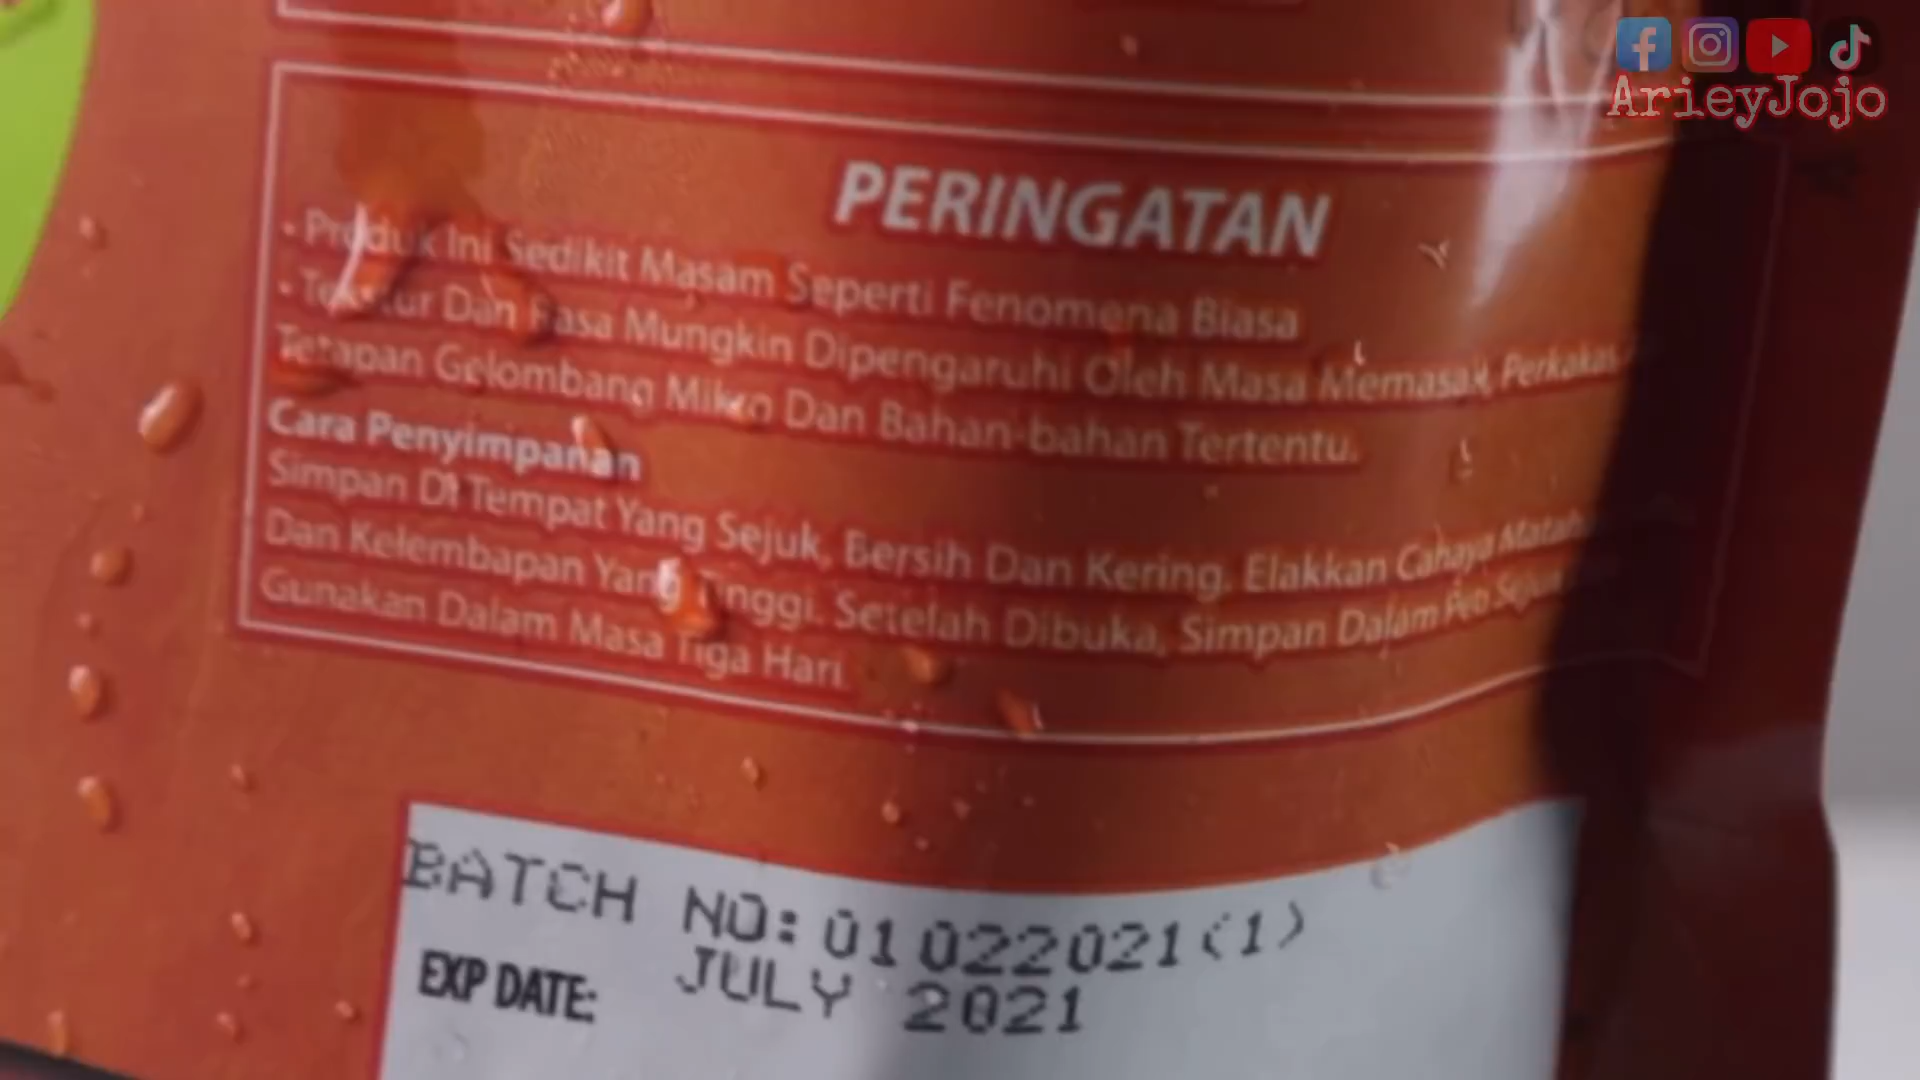 ArieyJojo
PERINGATAN
• Produk Ini Sedikit Masam Seperti Fenomena Biasa
• Tekstur Dan Rasa Mungkin Dipengaruhi Oleh Masa Memasak, Perkakas
Tetapan Gelombang Mikro Dan Bahan-bahan Tertentu.
Cara Penyimpanan
Simpan Di Tempat Yang Sejuk, Bersih Dan Kering. Elakkan Cahaya
Dan Kelembapan Yang Tinggi. Setelah Dibuka, Simpan Dalam Peti
Gunakan Dalam Masa Tiga Hari.
BATCH NO: 01022021(1)
EXP DATE: JULY 2021